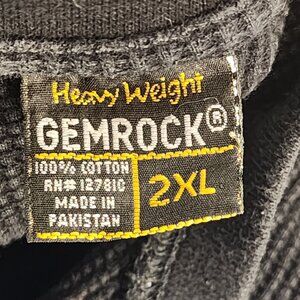 Heavy Weight
GEMROCK®
100% COTTON
RN# 127810
MADE IN
PAKISTAN
2XL